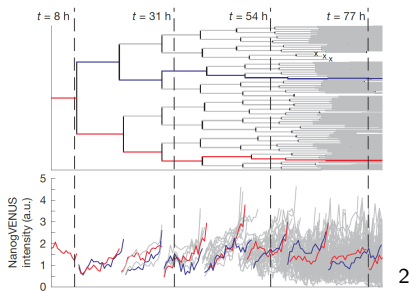 t = 8 h t = 31 h t = 54 h t = 77 h
x x x
NanogVENUS
intensity (a.u.)
5
4
3
2
1
0
2